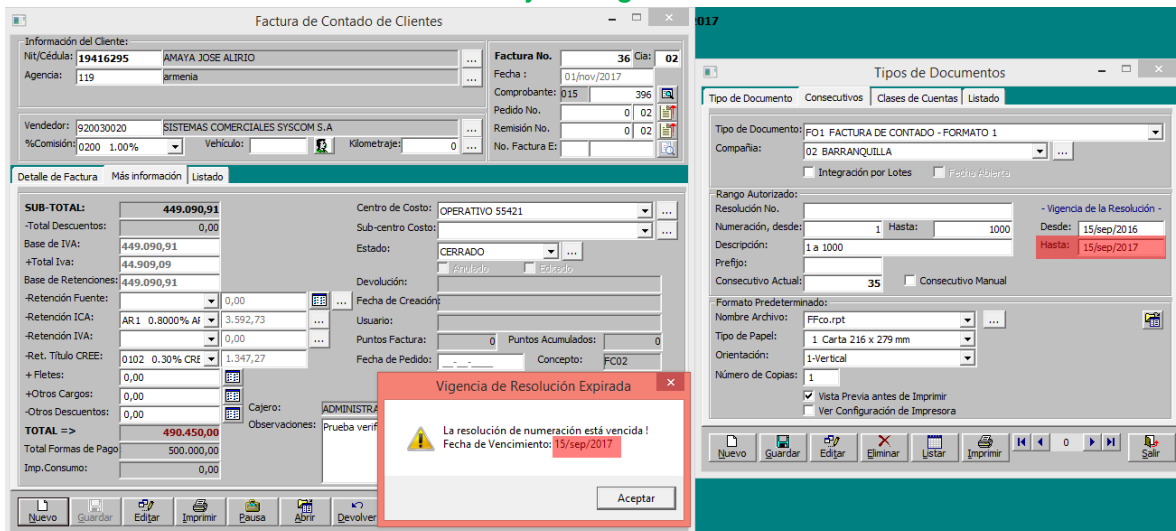 2017
Factura de Contado de Clientes
Información del Cliente:
Nit/Cédula: 19416295 AMAYA JOSE ALIRIO ...
Agencia: 119 armenia ...
Factura No. 36 Cia: 02
Fecha : 01/nov/2017
Comprobante: 015 396
Pedido No. 0 02
Remisión No. 0 02
No. Factura E:
Vendedor: 920030020 SISTEMAS COMERCIALES SYSCOM S.A ...
%Comisión: 0200 1.00% Vehículo: Kilometraje: 0 ...
Detalle de Factura Más información Listado
SUB-TOTAL: 449.090,91
-Total Descuentos: 0,00
Base de IVA: 449.090,91
+Total Iva: 44.909,09
Base de Retenciones: 449.090,91
-Retención Fuente: 0,00 ...
-Retención ICA: AR1 0.8000% AF 3.592,73 ...
-Retención IVA: 0,00 ...
-Ret. Título CREE: 0102 0.30% CRE 1.347,27
+ Fletes: 0,00
+Otros Cargos: 0,00
-Otros Descuentos: 0,00
TOTAL => 490.450,00
Total Formas de Pago 500.000,00
Imp.Consumo: 0,00
Centro de Costo: OPERATIVO 55421 ...
Sub-centro Costo: ...
Estado: CERRADO ...
Anulado Editado
Devolución:
Fecha de Creación:
Usuario:
Puntos Factura: 0 Puntos Acumulados: 0
Fecha de Pedido: __-__-____ Concepto: FC02
Cajero: ADMINISTRA
Observaciones: Prueba verif
Nuevo Guardar Editar Imprimir Pausa Abrir Devolver
Vigencia de Resolución Expirada
La resolución de numeración está vencida !
Fecha de Vencimiento: 15/sep/2017
Aceptar
Tipos de Documentos
Tipo de Documento Consecutivos Clases de Cuentas Listado
Tipo de Documento: FO1 FACTURA DE CONTADO - FORMATO 1
Compañia: 02 BARRANQUILLA ...
Integración por Lotes Fecha Abierta
Rango Autorizado:
Resolución No. - Vigencia de la Resolución -
Numeración, desde: 1 Hasta: 1000 Desde: 15/sep/2016
Descripción: 1 a 1000 Hasta: 15/sep/2017
Prefijo:
Consecutivo Actual: 35 Consecutivo Manual
Formato Predeterminado:
Nombre Archivo: FFco.rpt ...
Tipo de Papel: 1 Carta 216 x 279 mm
Orientación: 1-Vertical
Número de Copias: 1
Vista Previa antes de Imprimir
Ver Configuración de Impresora
Nuevo Guardar Editar Eliminar Listar Imprimir 0 Salir